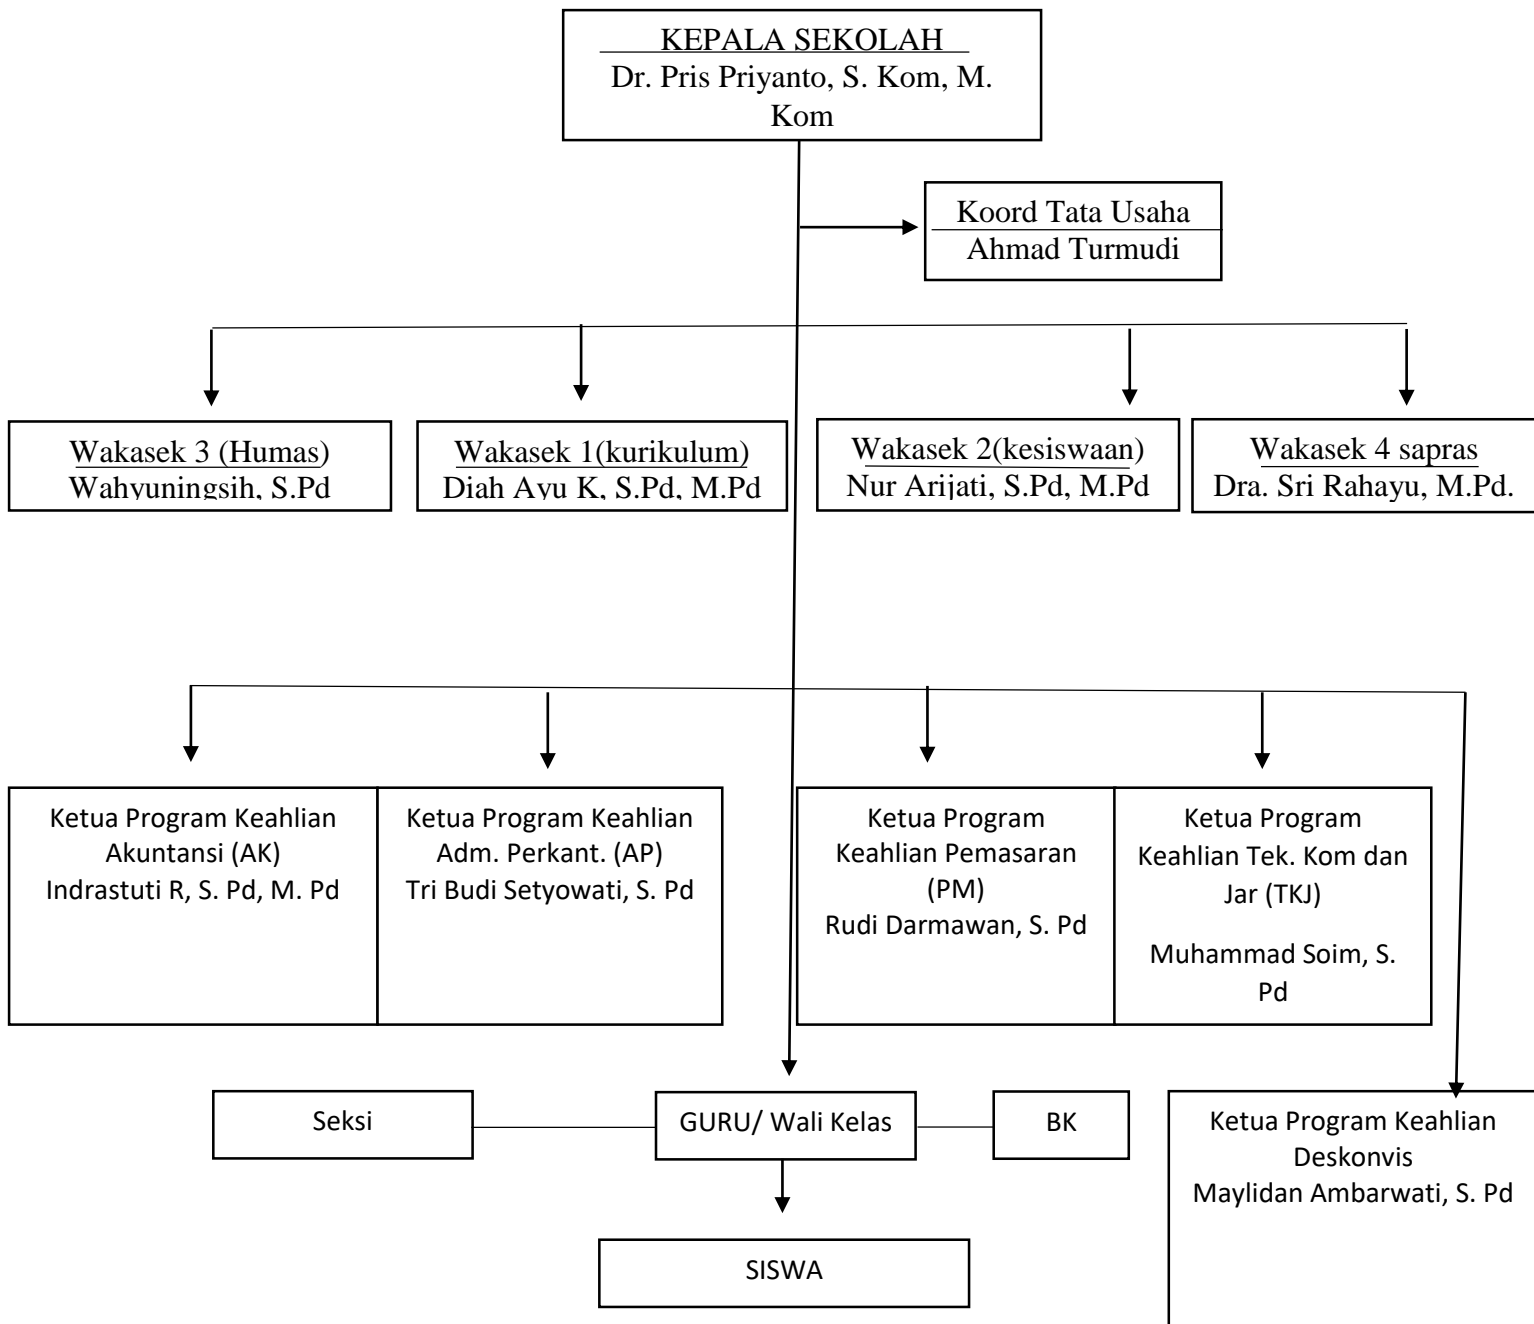 KEPALA SEKOLAH
Dr. Pris Priyanto, S. Kom, M.
Kom
Koord Tata Usaha
Ahmad Turmudi
Wakasek 3 (Humas)
Wahyuningsih, S.Pd
Wakasek 1(kurikulum)
Diah Ayu K, S.Pd, M.Pd
Wakasek 2(kesiswaan)
Nur Arijati, S.Pd, M.Pd
Wakasek 4 sapras
Dra. Sri Rahayu, M.Pd.
Ketua Program Keahlian
Akuntansi (AK)
Indrastuti R, S. Pd, M. Pd
Ketua Program Keahlian
Adm. Perkant. (AP)
Tri Budi Setyowati, S. Pd
Ketua Program
Keahlian Pemasaran
(PM)
Rudi Darmawan, S. Pd
Ketua Program
Keahlian Tek. Kom dan
Jar (TKJ)
Muhammad Soim, S.
Pd
Seksi
GURU/ Wali Kelas
BK
Ketua Program Keahlian
Deskonvis
Maylidan Ambarwati, S. Pd
SISWA